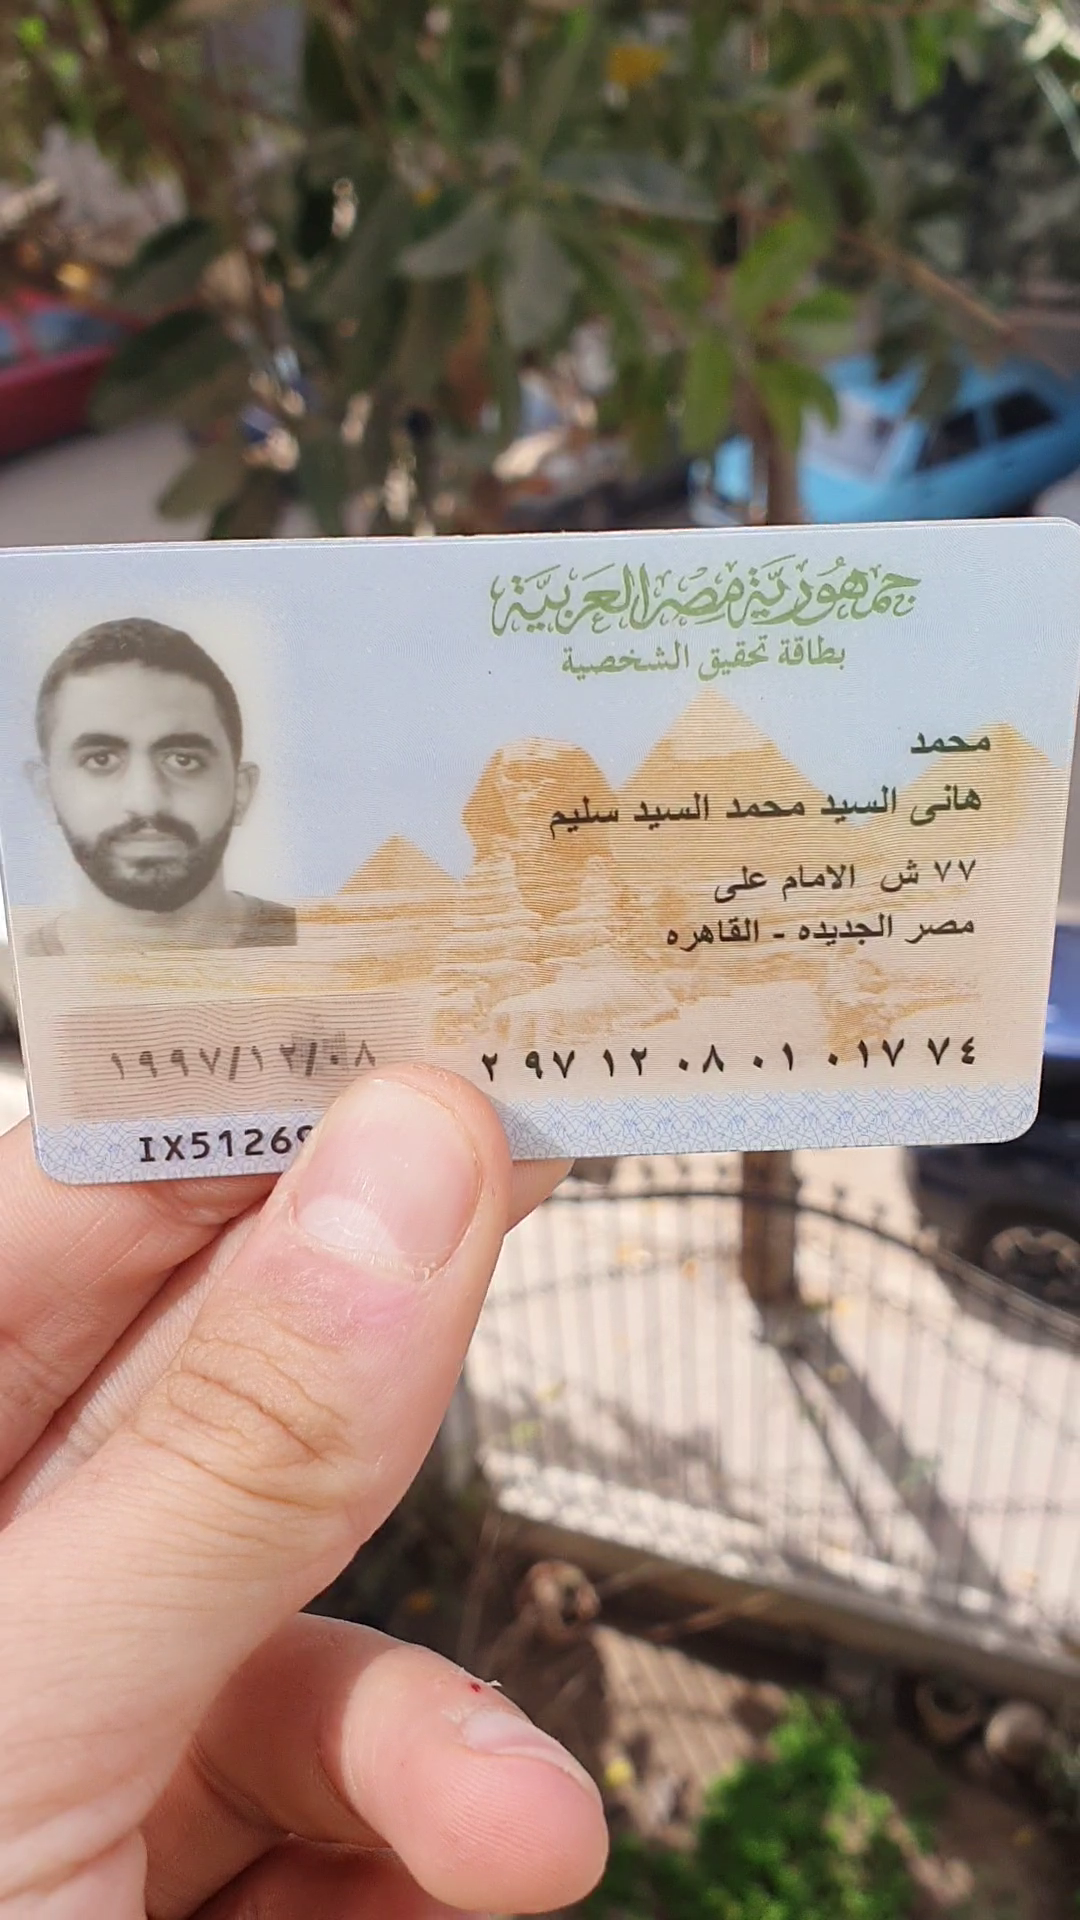 جمهورية مصر العربية
بطاقة تحقيق الشخصية
محمد
هانى السيد محمد السيد سليم
٧٧ ش الامام على
مصر الجديده - القاهره
٢ ٩٧ ١٢ ٠٨ ٠١ ٠١٧ ٧٤
١٩٩٧/١٢/٠٨
IX5126